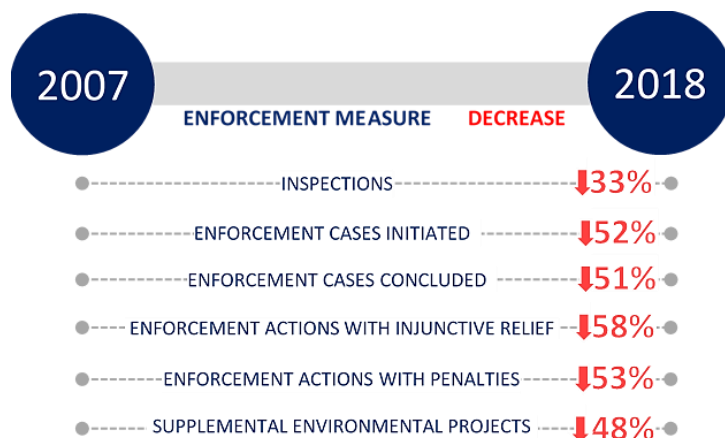 2007 2018
ENFORCEMENT MEASURE DECREASE
INSPECTIONS 33%
ENFORCEMENT CASES INITIATED 52%
ENFORCEMENT CASES CONCLUDED 51%
ENFORCEMENT ACTIONS WITH INJUNCTIVE RELIEF 58%
ENFORCEMENT ACTIONS WITH PENALTIES 53%
SUPPLEMENTAL ENVIRONMENTAL PROJECTS 48%